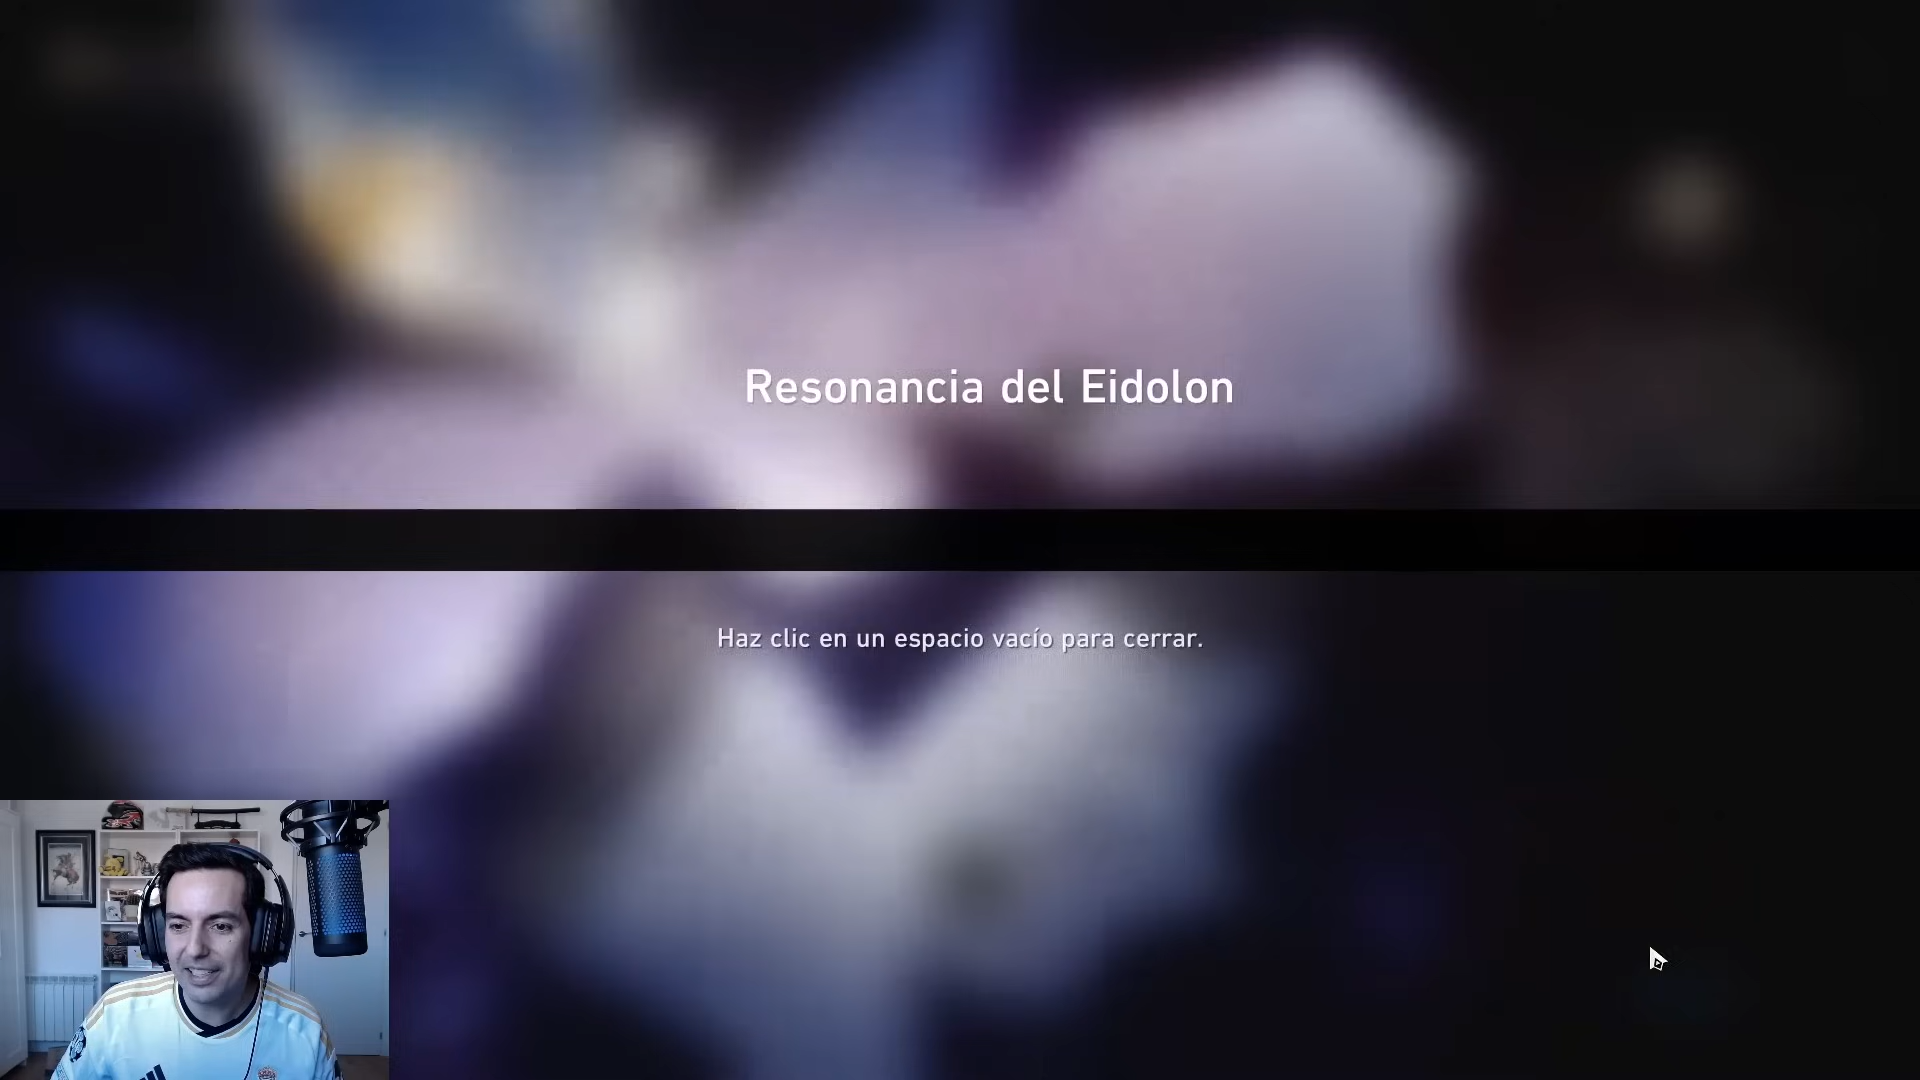 Resonancia del Eidolon
Haz clic en un espacio vacío para cerrar.